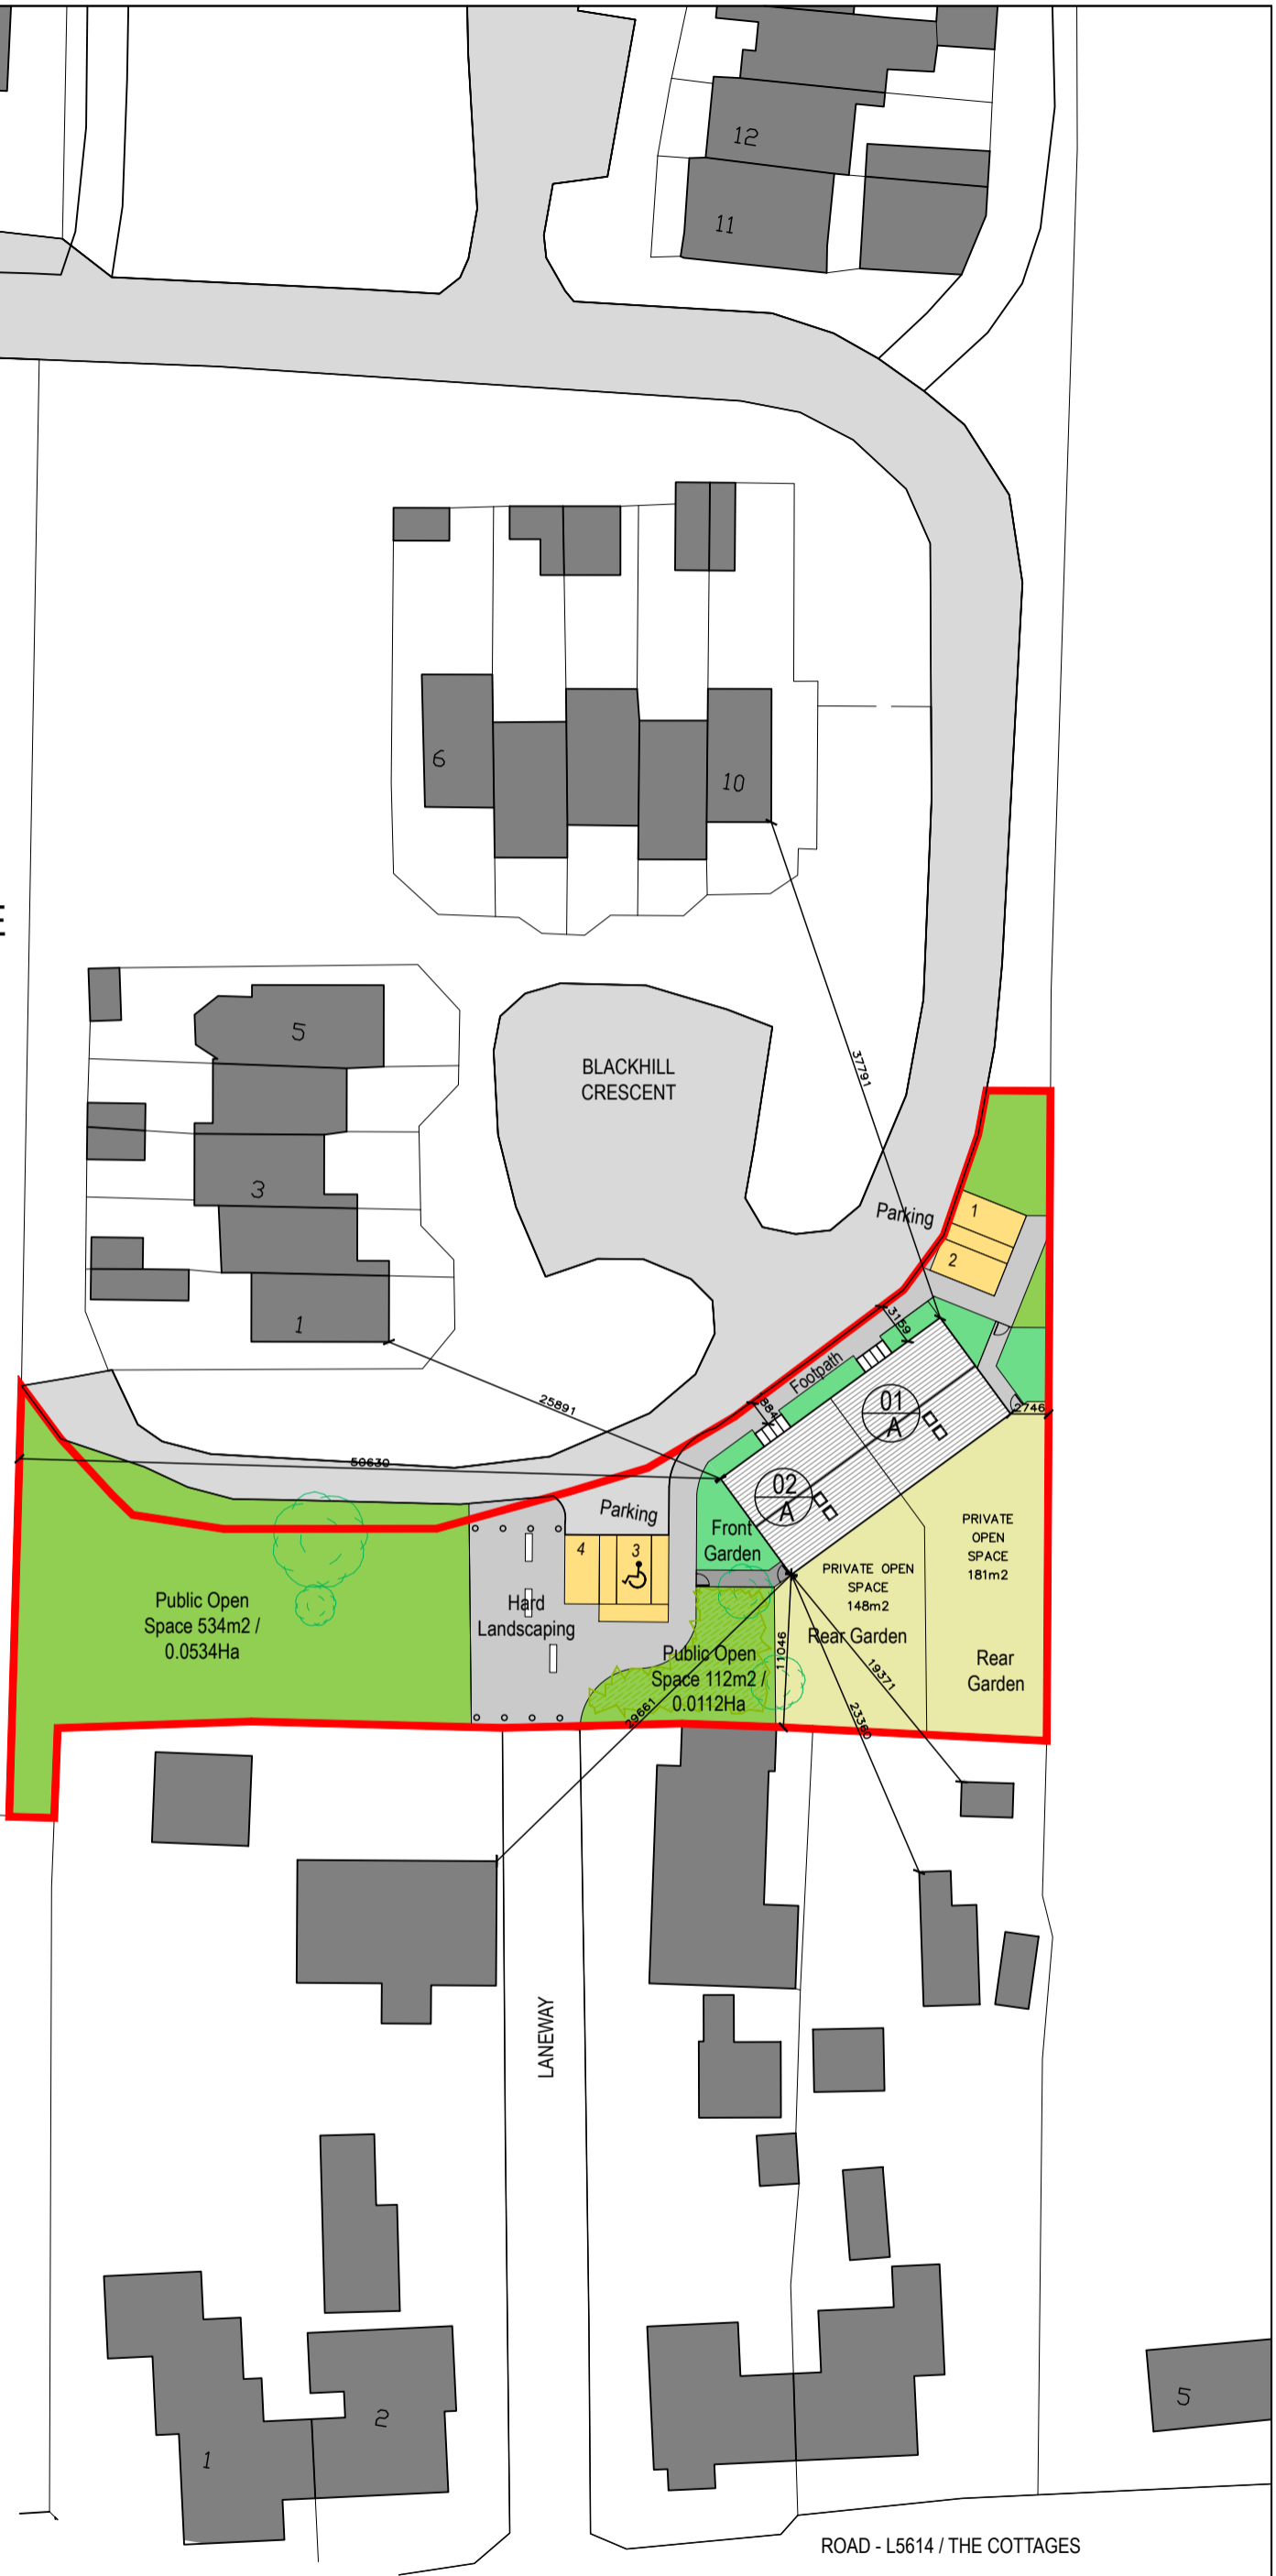 12
11
6
10
E
5
BLACKHILL
CRESCENT
37791
3
Parking
1
2
1
3159
Footpath
25891
01
A
2746
384
50630
02
A
Parking
4
3
Front
Garden
PRIVATE
OPEN
SPACE
181m2
PRIVATE OPEN
SPACE
148m2
Public Open
Space 534m2 /
0.0534Ha
Hard
Landscaping
Rear Garden
11046
Public Open
Space 112m2 /
0.0112Ha
Rear
Garden
19371
29661
23360
LANEWAY
5
2
1
ROAD - L5614 / THE COTTAGES